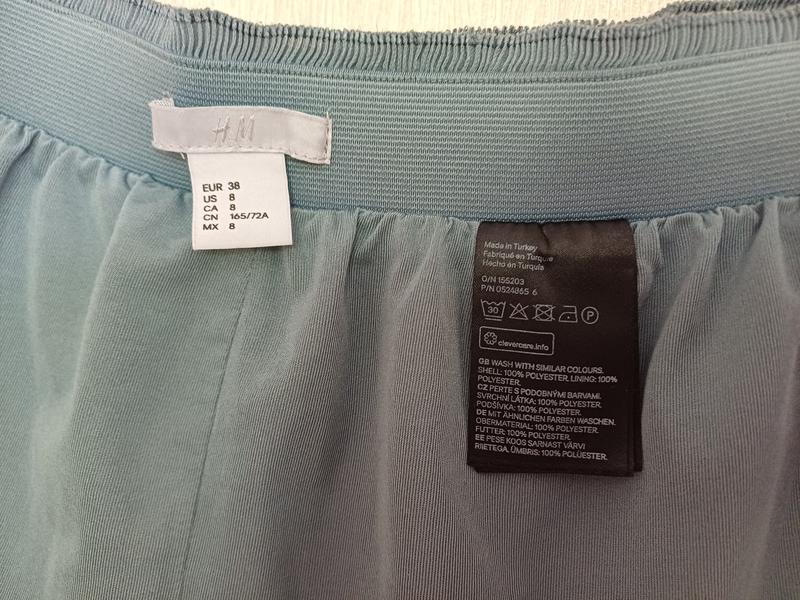 H&M
EUR 38
US 8
CA 8
CN 165/72A
MX 8
Made in Turkey
Fabriqué en Turquie
Hecho en Turquía
O/N 155203
P/N 0524865 6
30
P
clevercare.info
GB WASH WITH SIMILAR COLOURS.
SHELL: 100% POLYESTER. LINING: 100%
POLYESTER.
CZ PERTE S PODOBNÝMI BARVAMI.
SVRCHNÍ LÁTKA: 100% POLYESTER.
PODŠÍVKA: 100% POLYESTER.
DE MIT ÄHNLICHEN FARBEN WASCHEN.
OBERMATERIAL: 100% POLYESTER.
FUTTER: 100% POLYESTER.
EE PESE KOOS SARNAST VÄRVI
RIIETEGA. ÜMBRIS: 100% POLÜESTER.